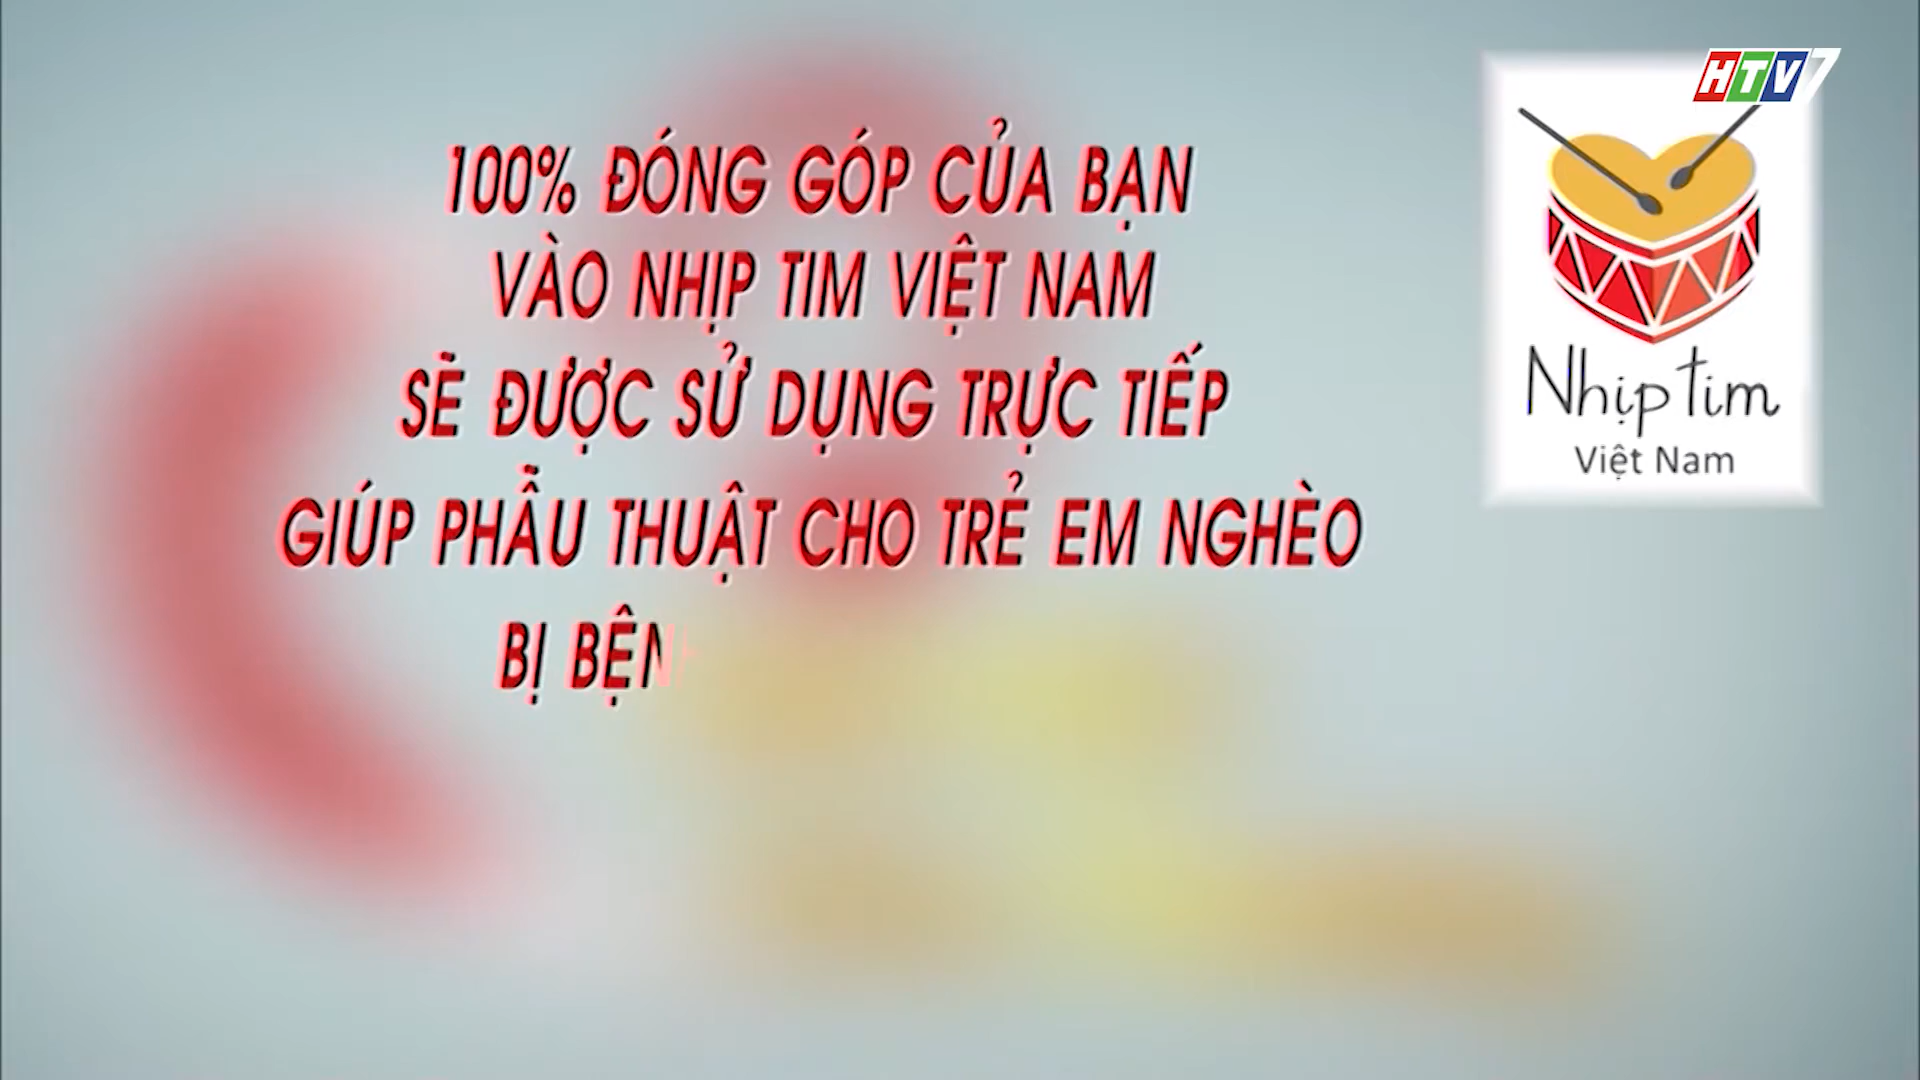 HTV7
100% ĐÓNG GÓP CỦA BẠN
VÀO NHỊP TIM VIỆT NAM
SẼ ĐƯỢC SỬ DỤNG TRỰC TIẾP
GIÚP PHẪU THUẬT CHO TRẺ EM NGHÈO
BỊ BỆNH
Nhịp tim
Việt Nam